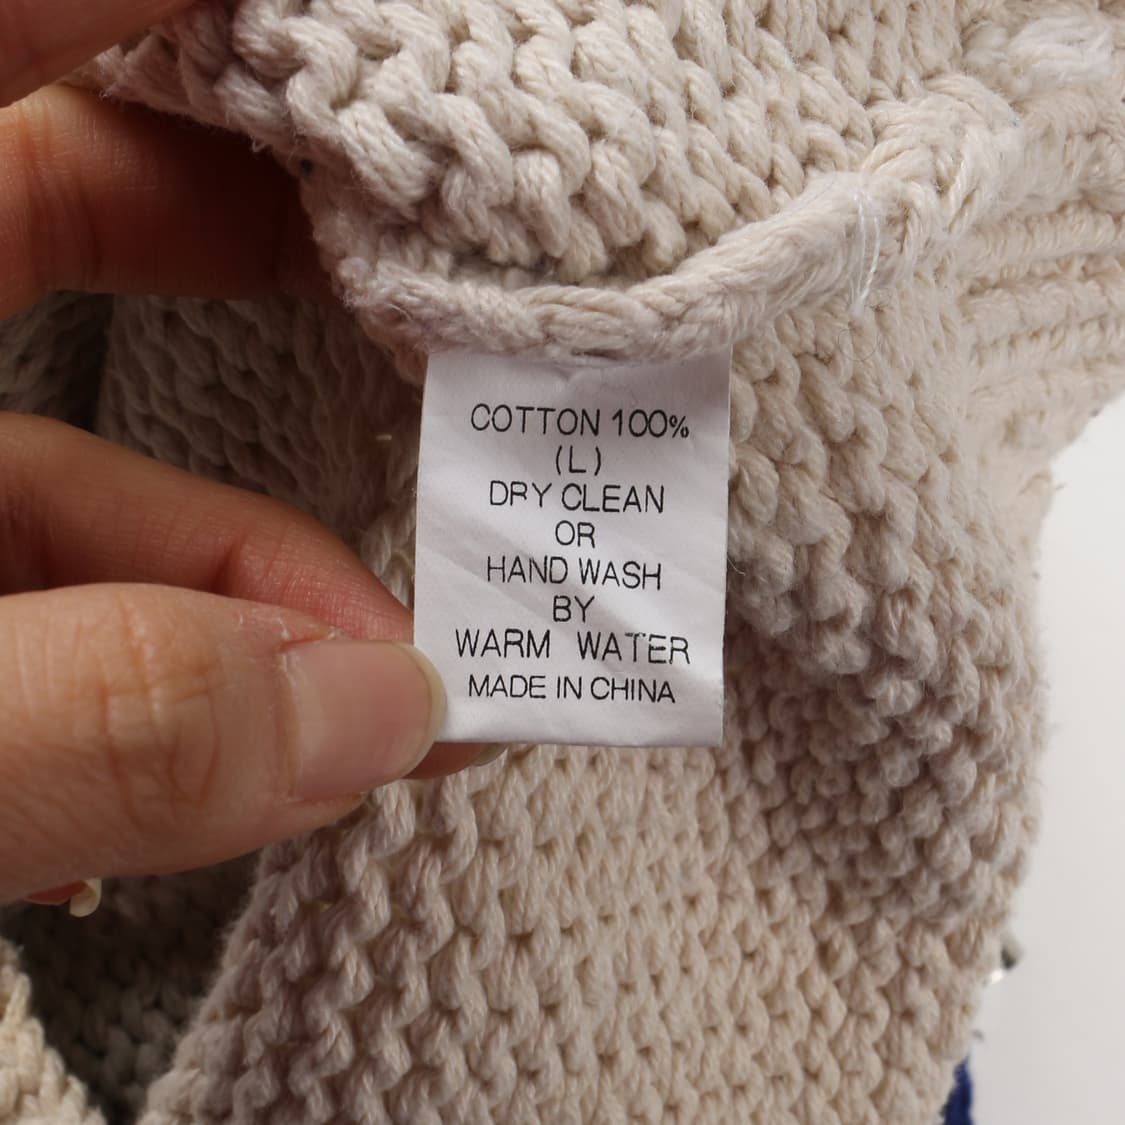 COTTON 100%
(L)
DRY CLEAN
OR
HAND WASH
BY
WARM WATER
MADE IN CHINA